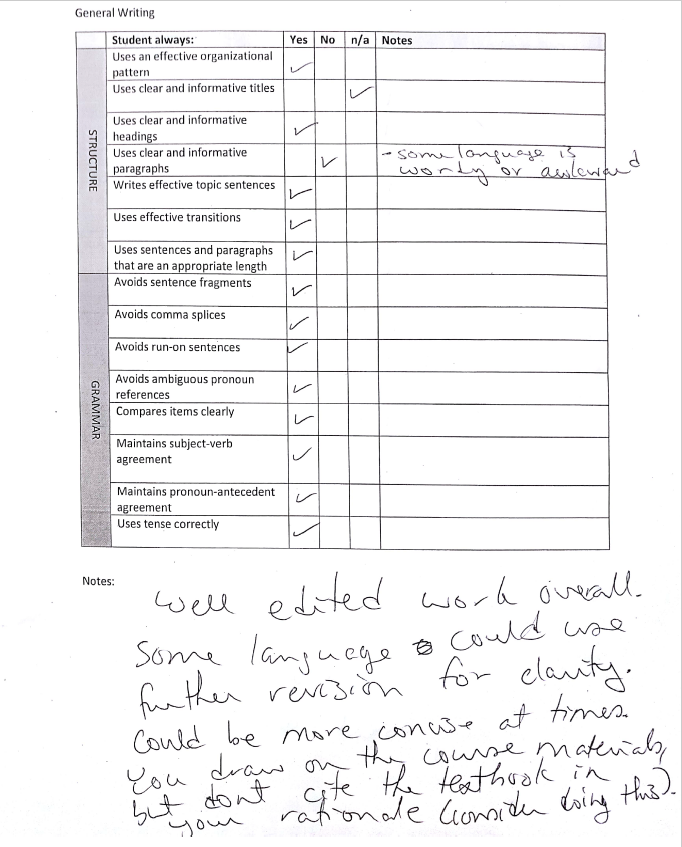 General Writing
Student always: Yes No n/a Notes
Uses an effective organizational
pattern ✓
Uses clear and informative titles ✓
Uses clear and informative
headings ✓
Uses clear and informative
paragraphs ✓
- some language is
wordy or awkward
Writes effective topic sentences ✓
Uses effective transitions ✓
Uses sentences and paragraphs
that are an appropriate length ✓
STRUCTURE
Avoids sentence fragments ✓
Avoids comma splices ✓
Avoids run-on sentences ✓
Avoids ambiguous pronoun
references ✓
Compares items clearly ✓
Maintains subject-verb
agreement ✓
Maintains pronoun-antecedent
agreement ✓
Uses tense correctly ✓
GRAMMAR
Notes:
Well edited work overall.
Some language could use
further revision for clarity.
Could be more concise at times.
You draw on the course materials,
but dont cite the textbook in
your rationale (consider doing this).